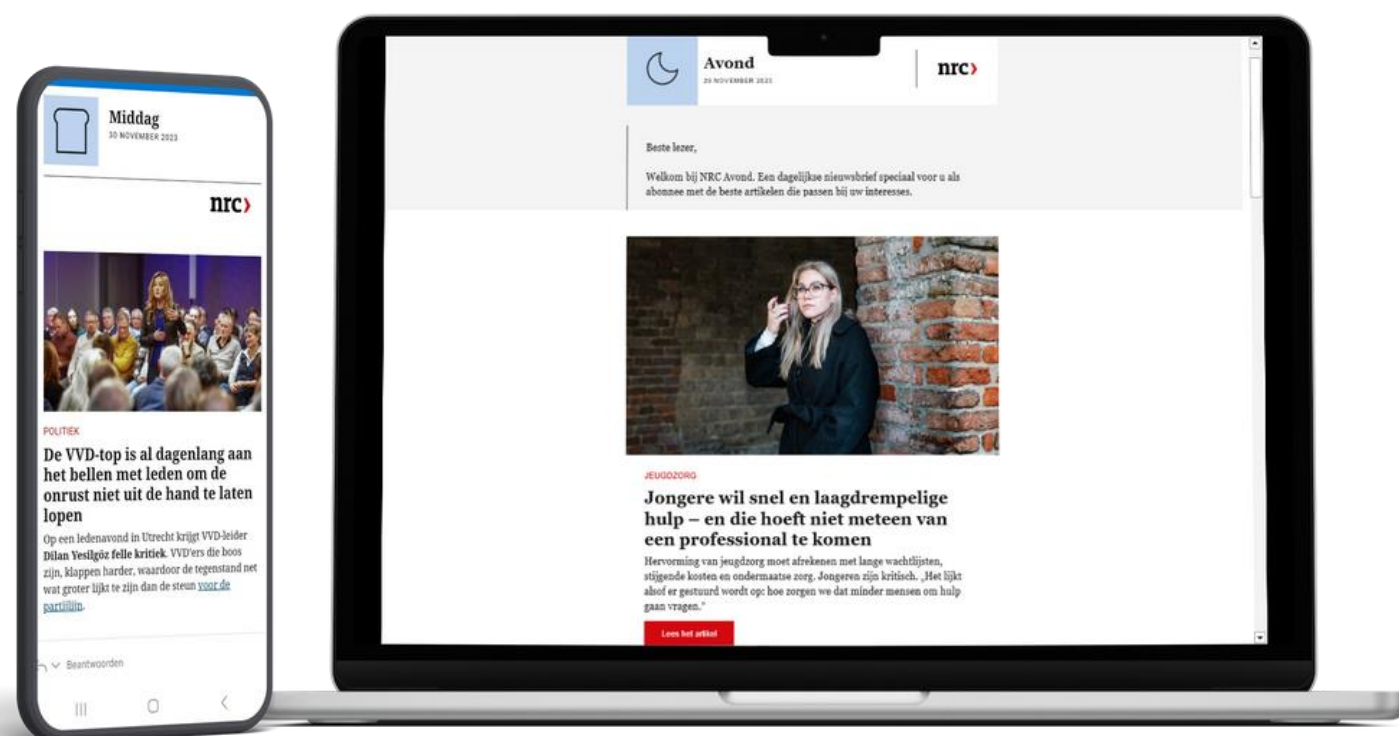 Middag
30 NOVEMBER 2023
nrc›
POLITIEK
De VVD-top is al dagenlang aan
het bellen met leden om de
onrust niet uit de hand te laten
lopen
Op een ledenavond in Utrecht krijgt VVD-leider
Dilan Yesilgöz felle kritiek. VVD'ers die boos
zijn, klappen harder, waardoor de tegenstand net
wat groter lijkt te zijn dan de steun voor de
partijlijn.
Beantwoorden
Avond
29 NOVEMBER 2023
nrc›
Beste lezer,
Welkom bij NRC Avond. Een dagelijkse nieuwsbrief speciaal voor u als
abonnee met de beste artikelen die passen bij uw interesses.
JEUGDZORG
Jongere wil snel en laagdrempelige
hulp – en die hoeft niet meteen van
een professional te komen
Hervorming van jeugdzorg moet afrekenen met lange wachtlijsten,
stijgende kosten en ondermaatse zorg. Jongeren zijn kritisch. „Het lijkt
alsof er gestuurd wordt op: hoe zorgen we dat minder mensen om hulp
gaan vragen.”
Lees het artikel